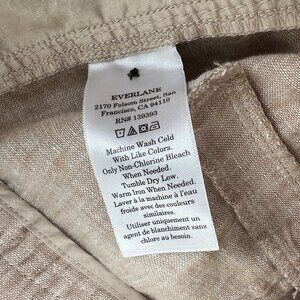 EVERLANE
2170 Folsom Street, San
Francisco, CA 94110
RN# 139393
Machine Wash Cold
With Like Colors.
Only Non-Chlorine Bleach
When Needed.
Tumble Dry Low.
Warm Iron When Needed.
Laver à la machine à l'eau
froide avec des couleurs
similaires.
Utiliser uniquement un
agent de blanchiment sans
chlore au besoin.